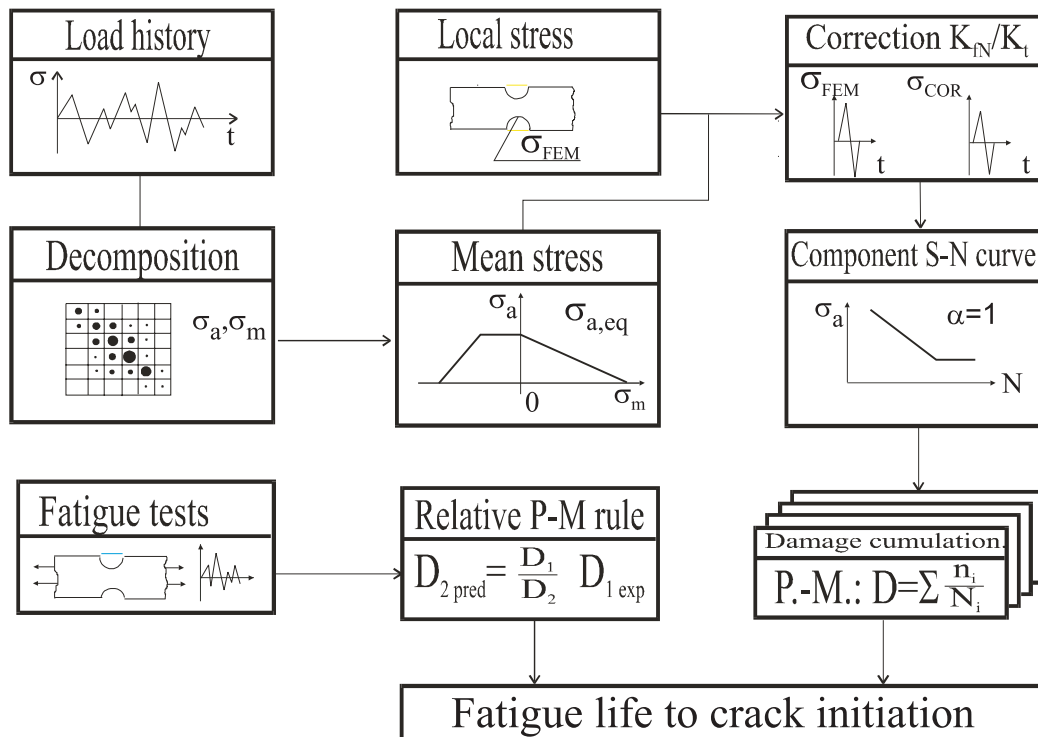 Load history
σ
t
Local stress
σFEM
Correction KfN/Kt
σFEM
σCOR
t
t
Decomposition
σa,σm
Mean stress
σa
σa,eq
0
σm
Component S-N curve
σa
α=1
N
Fatigue tests
Relative P-M rule
D2 pred= D1/D2 D1 exp
Damage cumulation.
P.-M.: D=Σ ni/Ni
Fatigue life to crack initiation